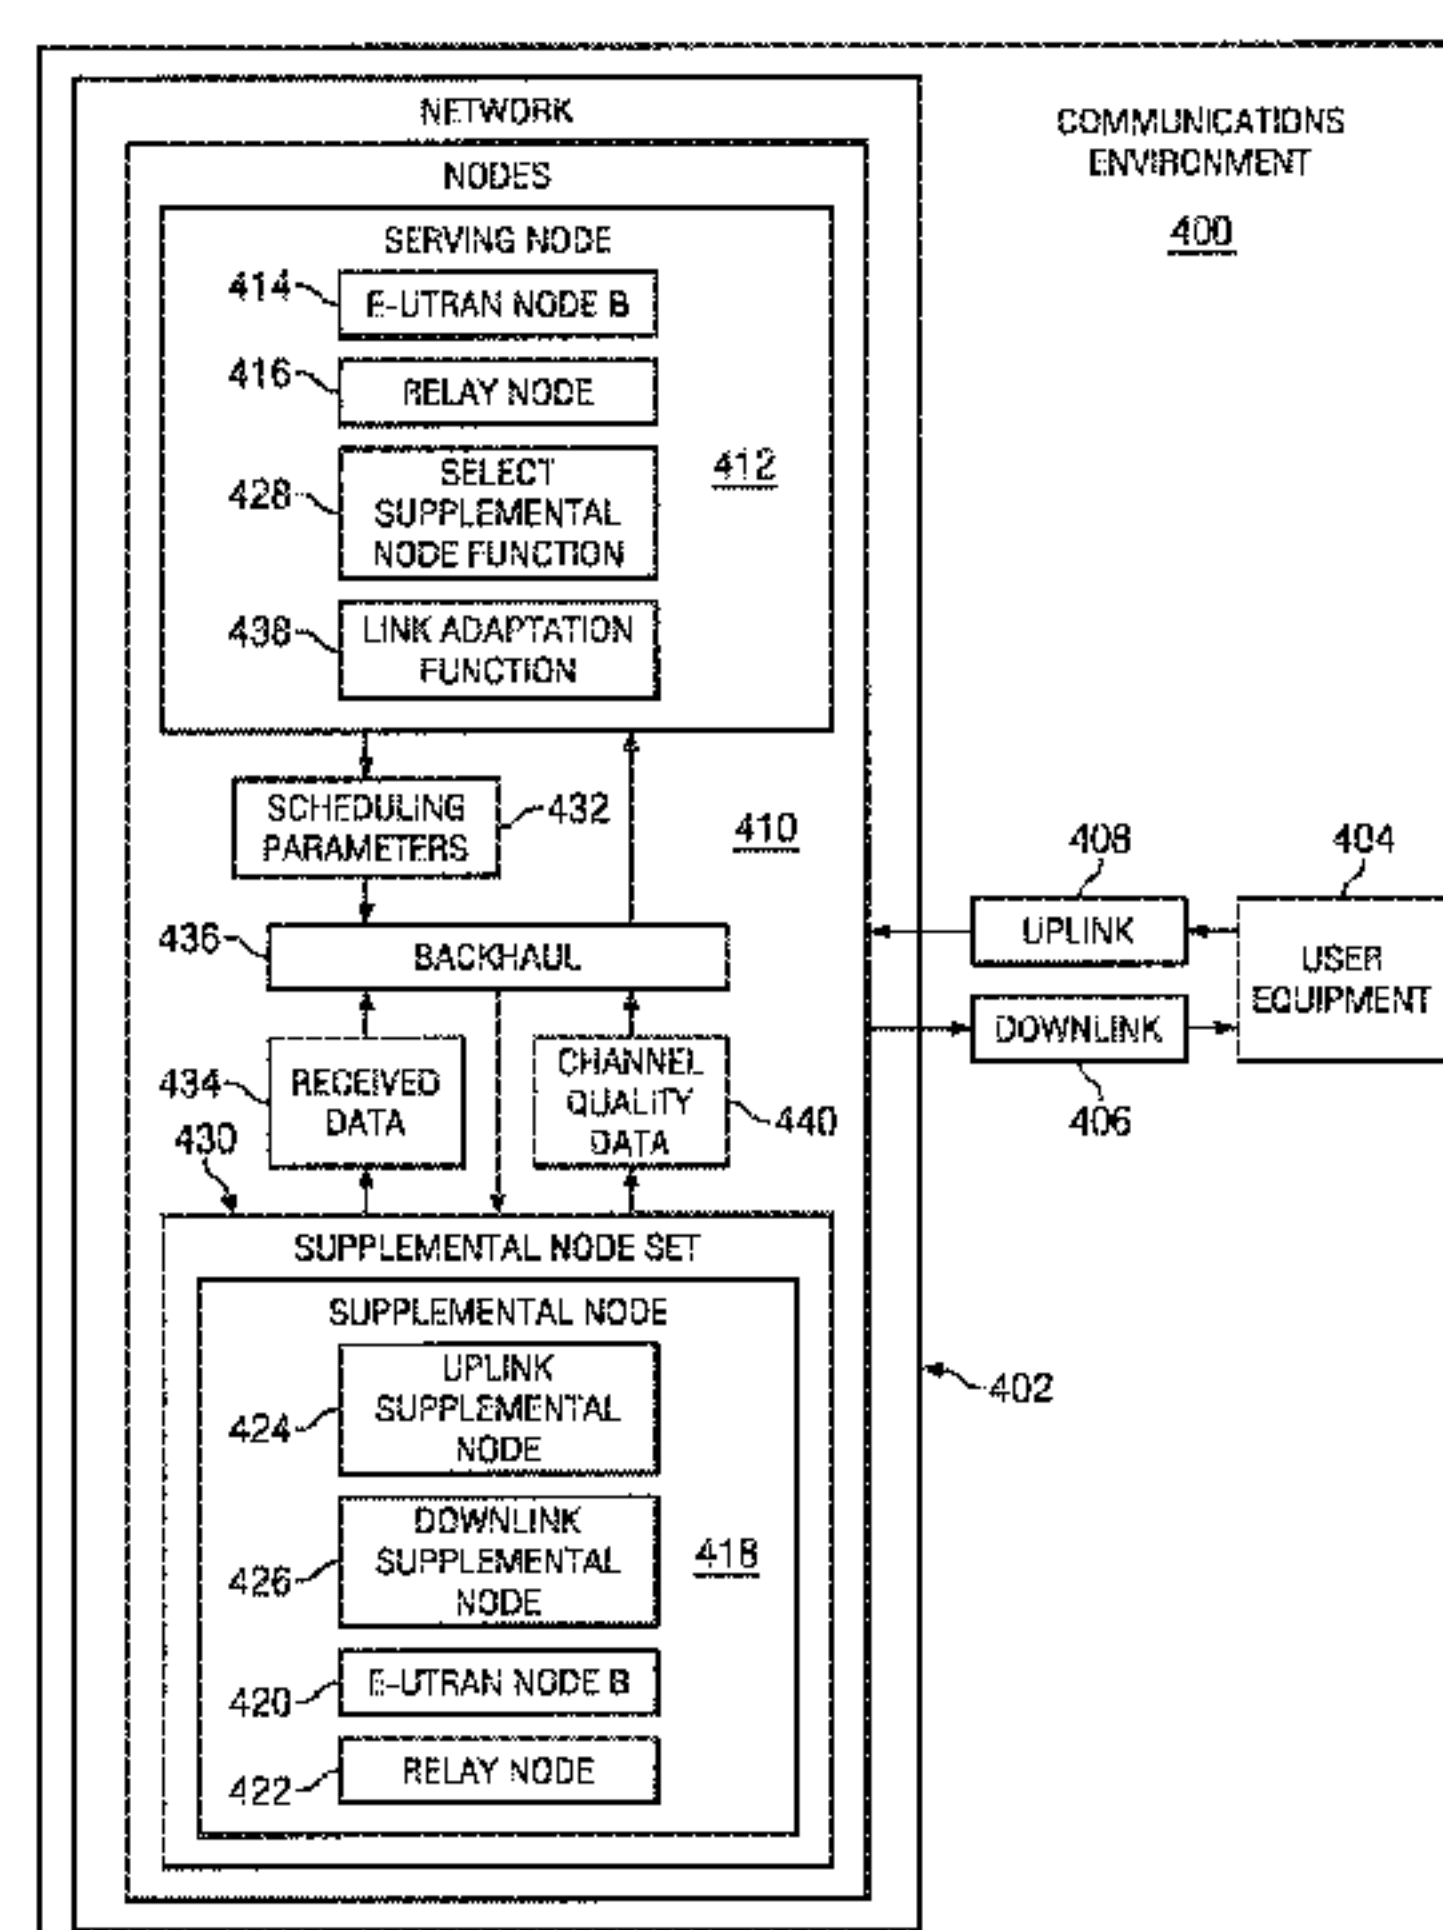 NETWORK
COMMUNICATIONS
ENVIRONMENT
400
NODES
SERVING NODE
414
E-UTRAN NODE B
416
RELAY NODE
412
428
SELECT
SUPPLEMENTAL
NODE FUNCTION
438
LINK ADAPTATION
FUNCTION
SCHEDULING
PARAMETERS
432
410
408
404
436
BACKHAUL
UPLINK
USER
EQUIPMENT
DOWNLINK
406
434
RECEIVED
DATA
CHANNEL
QUALITY
DATA
440
430
SUPPLEMENTAL NODE SET
SUPPLEMENTAL NODE
424
UPLINK
SUPPLEMENTAL
NODE
402
426
DOWNLINK
SUPPLEMENTAL
NODE
418
420
E-UTRAN NODE B
422
RELAY NODE